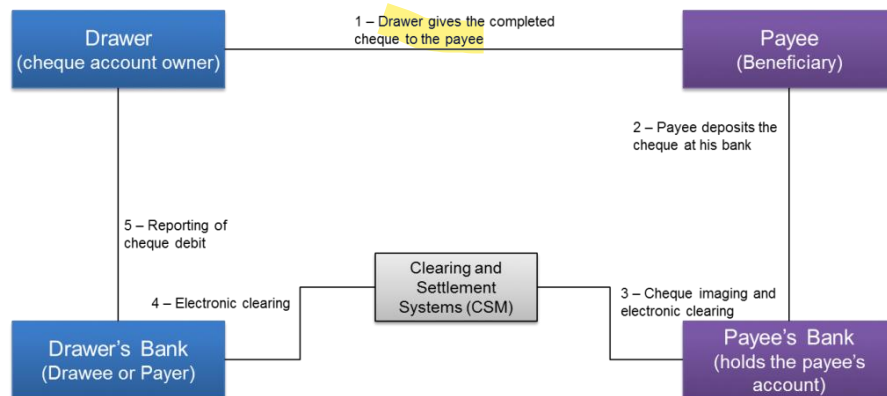 Drawer
(cheque account owner)
1 – Drawer gives the completed
cheque to the payee
Payee
(Beneficiary)
2 – Payee deposits the
cheque at his bank
5 – Reporting of
cheque debit
Clearing and
Settlement
Systems (CSM)
4 – Electronic clearing
3 – Cheque imaging and
electronic clearing
Drawer's Bank
(Drawee or Payer)
Payee's Bank
(holds the payee's
account)